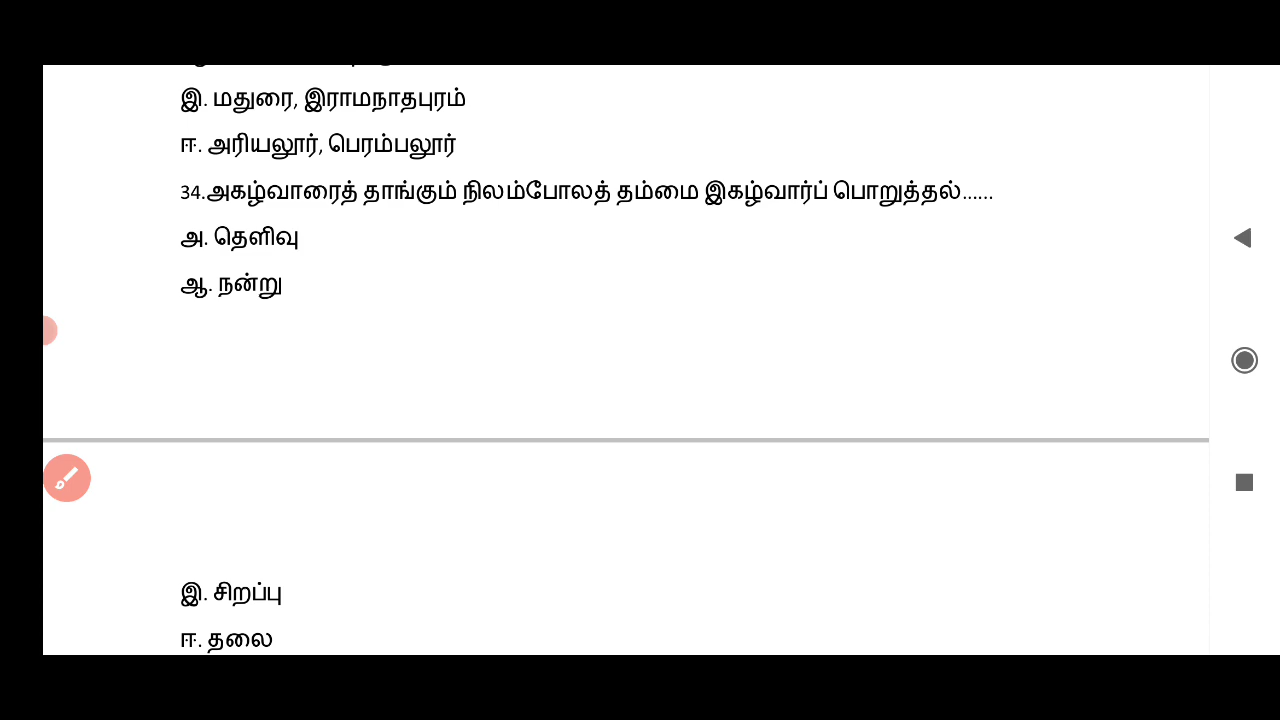 இ. மதுரை, இராமநாதபுரம்
ஈ. அரியலூர், பெரம்பலூர்
34.அகழ்வாரைத் தாங்கும் நிலம்போலத் தம்மை இகழ்வார்ப் பொறுத்தல்......
அ. தெளிவு
ஆ. நன்று
இ. சிறப்பு
ஈ. தலை